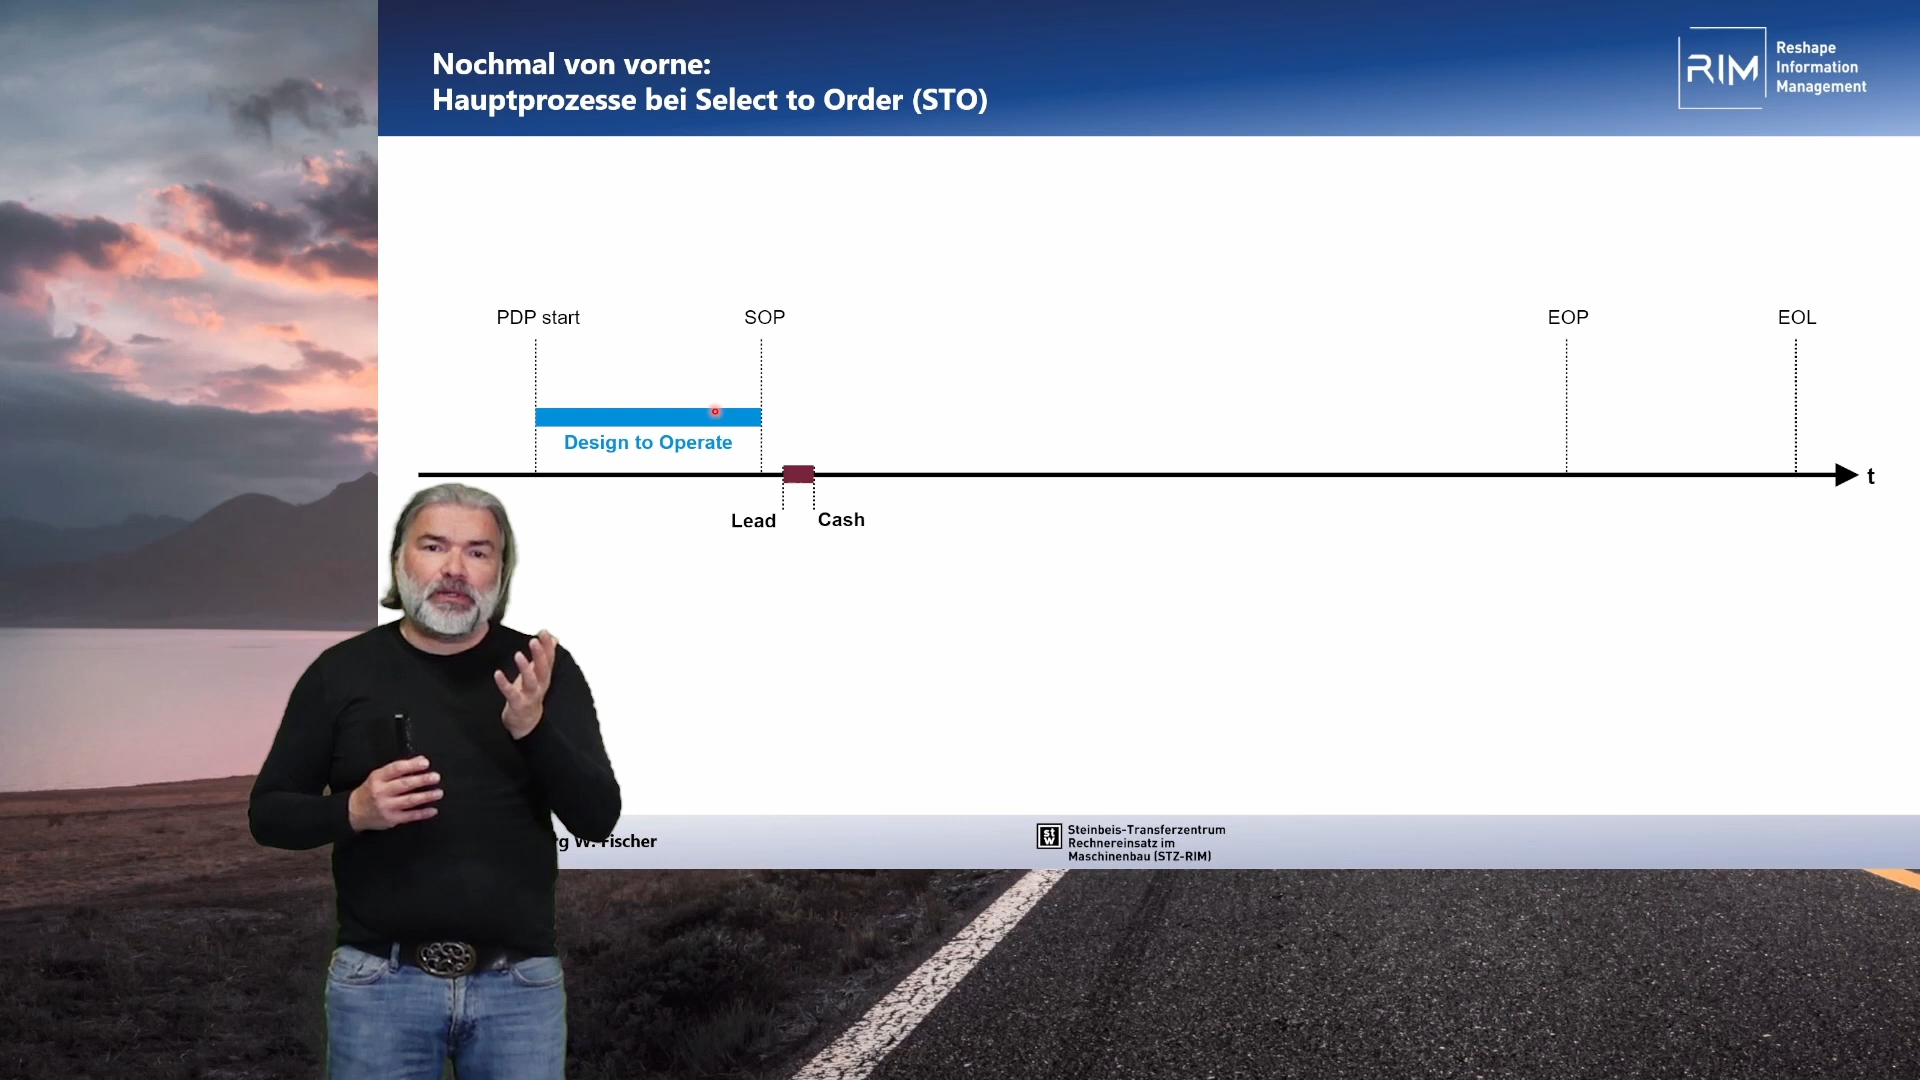 Nochmal von vorne:
Hauptprozesse bei Select to Order (STO)
RIM
Reshape
Information
Management
PDP start
SOP
EOP
EOL
Design to Operate
t
Lead
Cash
W. Fischer
stw
Steinbeis-Transferzentrum
Rechnereinsatz im
Maschinenbau (STZ-RIM)